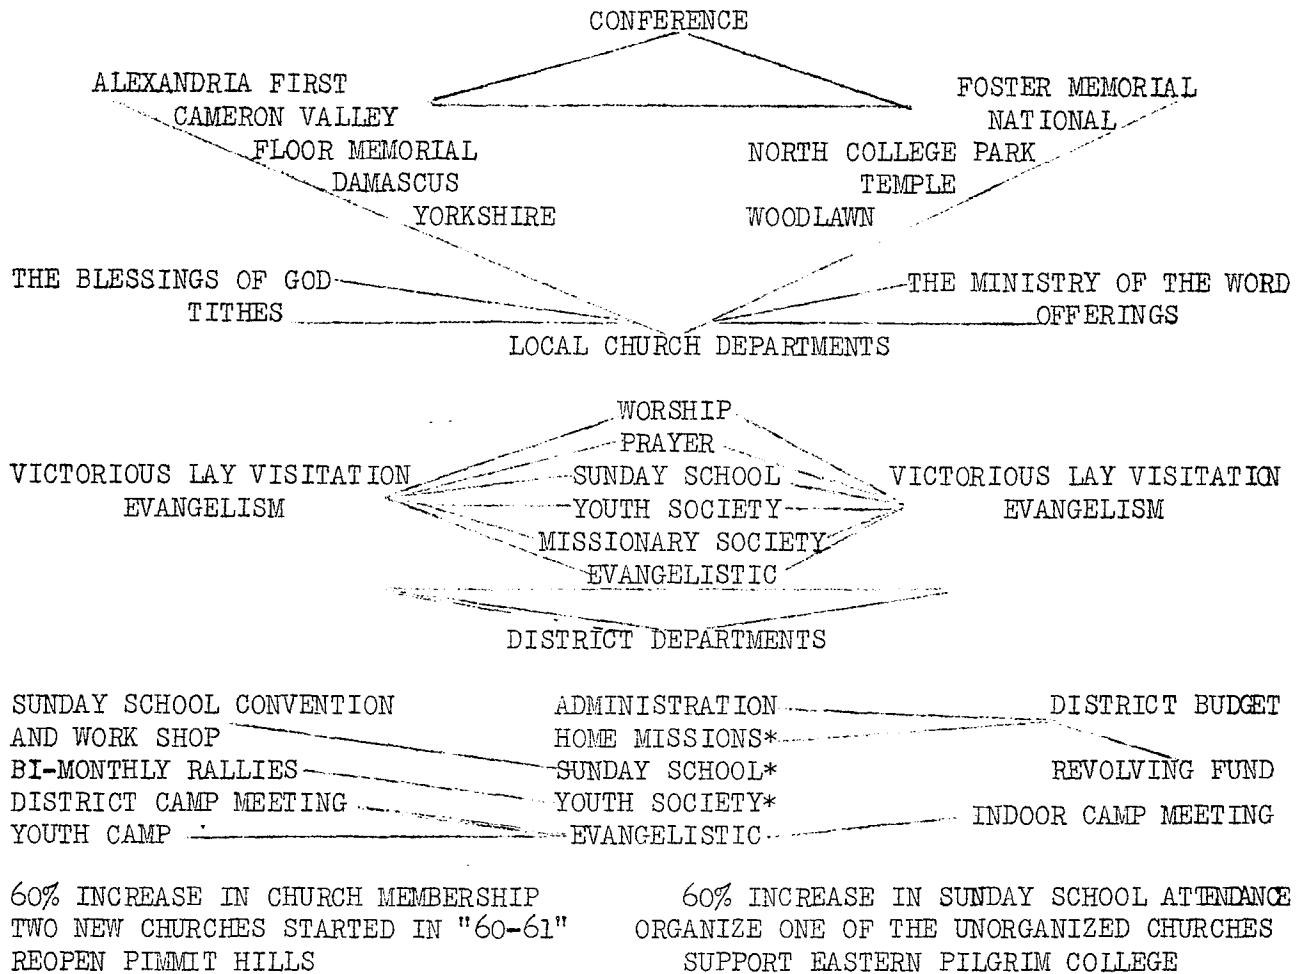 CONFERENCE
ALEXANDRIA FIRST
FOSTER MEMORIAL
CAMERON VALLEY
NATIONAL
FLOOR MEMORIAL
NORTH COLLEGE PARK
DAMASCUS
TEMPLE
YORKSHIRE
WOODLAWN
THE BLESSINGS OF GOD
THE MINISTRY OF THE WORD
TITHES
OFFERINGS
LOCAL CHURCH DEPARTMENTS
WORSHIP
PRAYER
VICTORIOUS LAY VISITATION
SUNDAY SCHOOL
VICTORIOUS LAY VISITATION
EVANGELISM
YOUTH SOCIETY
EVANGELISM
MISSIONARY SOCIETY
EVANGELISTIC
DISTRICT DEPARTMENTS
SUNDAY SCHOOL CONVENTION
ADMINISTRATION
DISTRICT BUDGET
AND WORK SHOP
HOME MISSIONS*
BI-MONTHLY RALLIES
SUNDAY SCHOOL*
REVOLVING FUND
DISTRICT CAMP MEETING
YOUTH SOCIETY*
INDOOR CAMP MEETING
YOUTH CAMP
EVANGELISTIC
60% INCREASE IN CHURCH MEMBERSHIP
60% INCREASE IN SUNDAY SCHOOL ATTENDANCE
TWO NEW CHURCHES STARTED IN "60-61"
ORGANIZE ONE OF THE UNORGANIZED CHURCHES
REOPEN PIMMIT HILLS
SUPPORT EASTERN PILGRIM COLLEGE